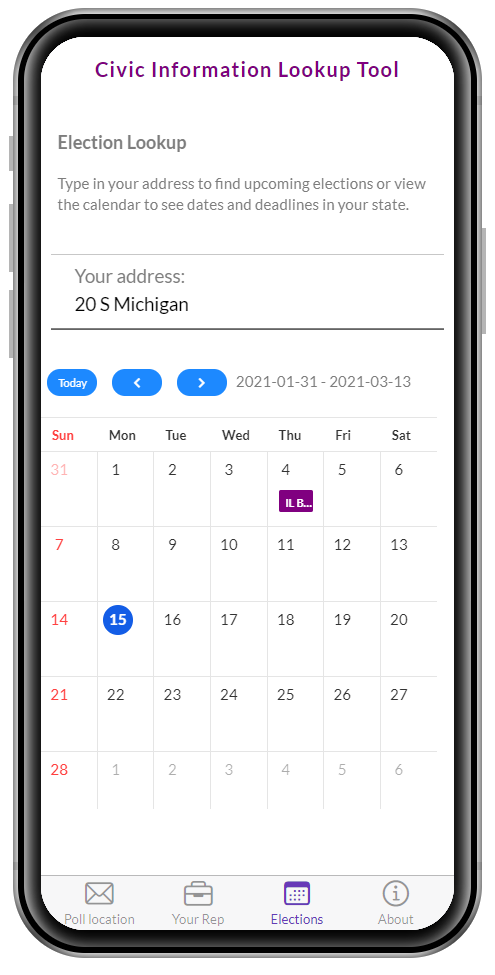 Civic Information Lookup Tool
Election Lookup
Type in your address to find upcoming elections or view
the calendar to see dates and deadlines in your state.
Your address:
20 S Michigan
Today 2021-01-31 - 2021-03-13
Sun Mon Tue Wed Thu Fri Sat
31 1 2 3 4 5 6
IL B...
7 8 9 10 11 12 13
14 15 16 17 18 19 20
21 22 23 24 25 26 27
28 1 2 3 4 5 6
Poll location Your Rep Elections About